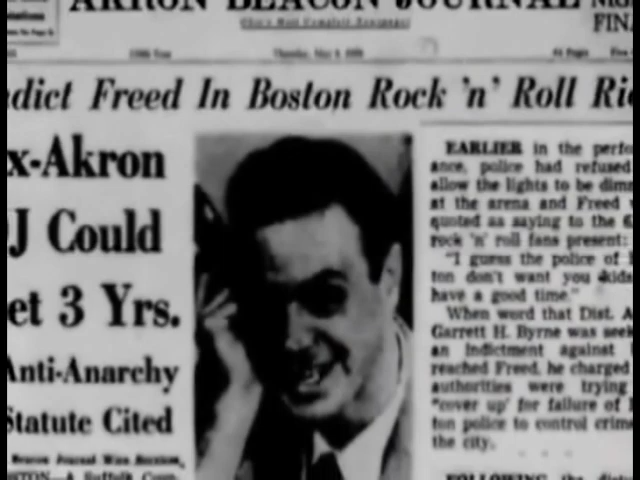 AKRON BEACON JOURNAL
FIN
dict Freed In Boston Rock 'n' Roll Ri
x-Akron
J Could
et 3 Yrs.
Anti-Anarchy
Statute Cited
EARLIER in the perfo
ance, police had refused
allow the lights to be dim
at the arena and Freed
quoted as saying to the
rock 'n' roll fans present:
"I guess the police of
ton don't want you kids
have a good time."
When word that Dist. A
Garrett H. Byrne was seek
an indictment against
reached Freed, he charged
authorities were trying
"cover up" for failure of
ton police to control crime
the city.